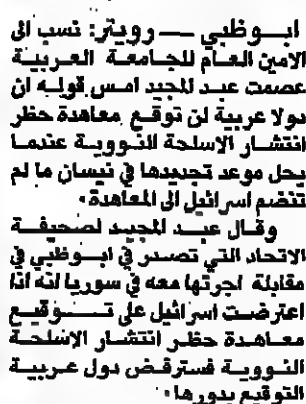 ابـوظبي — رويتر: نسب الى
الامين العام للجامعة العربية
عصمت عبد المجيد امس قوله ان
دولا عربية لن توقع معاهدة حظر
انتشار الاسلحة النووية عندما
يحل موعد تجديدها في نيسان ما لم
تنضم اسرائيل الى المعاهدة.
وقال عبد المجيد لصحيفة
الاتحاد التي تصدر في ابوظبي في
مقابلة اجرتها معه في سوريا انه اذا
اعترضت اسرائيل على توقيع
معاهدة حظر انتشار الاسلحة
النووية فسترفض دول عربية
التوقيع بدورها.